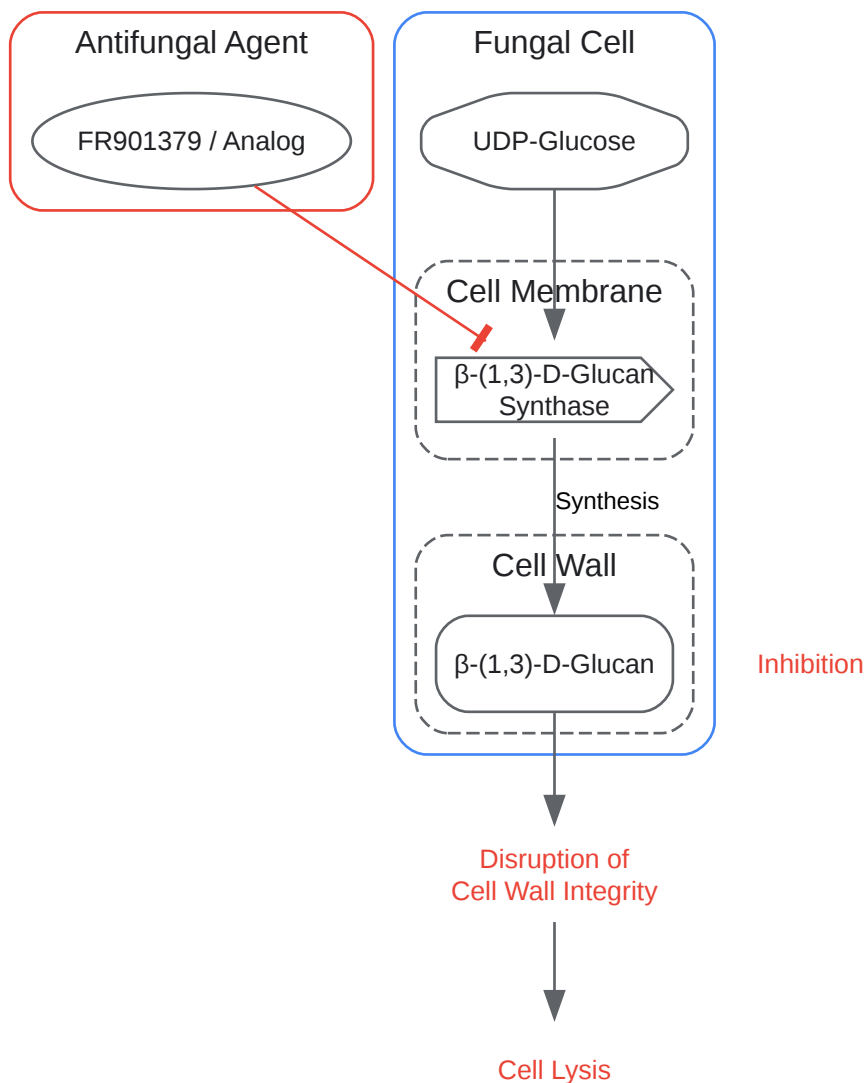 Antifungal Agent
Fungal Cell
FR901379 / Analog
UDP-Glucose
Cell Membrane
β-(1,3)-D-Glucan
Synthase
Synthesis
Cell Wall
β-(1,3)-D-Glucan
Inhibition
Disruption of
Cell Wall Integrity
Cell Lysis